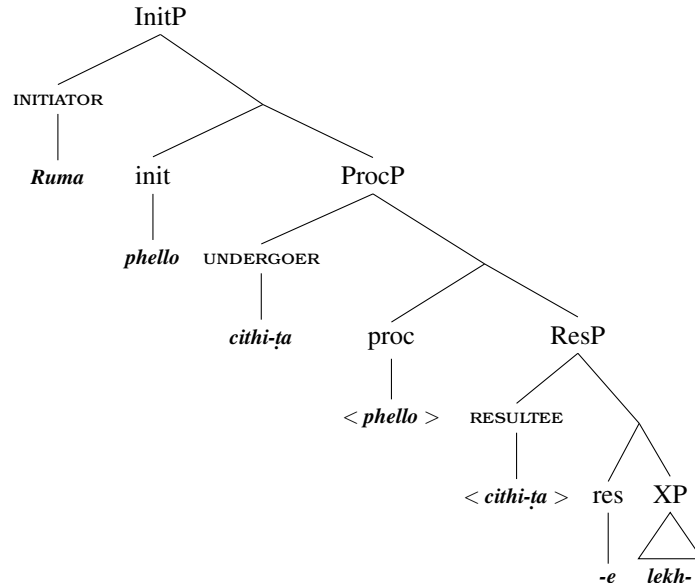 InitP
INITIATOR
Ruma init ProcP
phello UNDERGOER
cithi-ṭa proc ResP
< phello > RESULTEE
< cithi-ṭa > res XP
-e lekh-